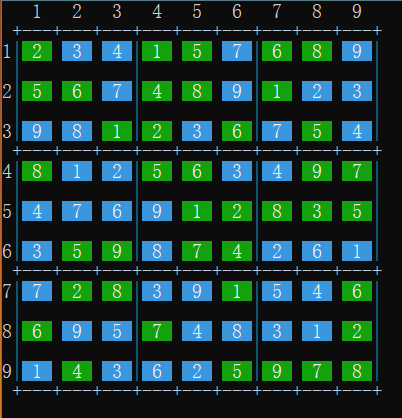 1 2 3 4 5 6 7 8 9
+---+---+---+---+---+---+---+---+---+
1 |2 3 4|1 5 7|6 8 9|
2 |5 6 7|4 8 9|1 2 3|
3 |9 8 1|2 3 6|7 5 4|
+---+---+---+---+---+---+---+---+---+
4 |8 1 2|5 6 3|4 9 7|
5 |4 7 6|9 1 2|8 3 5|
6 |3 5 9|8 7 4|2 6 1|
+---+---+---+---+---+---+---+---+---+
7 |7 2 8|3 9 1|5 4 6|
8 |6 9 5|7 4 8|3 1 2|
9 |1 4 3|6 2 5|9 7 8|
+---+---+---+---+---+---+---+---+---+